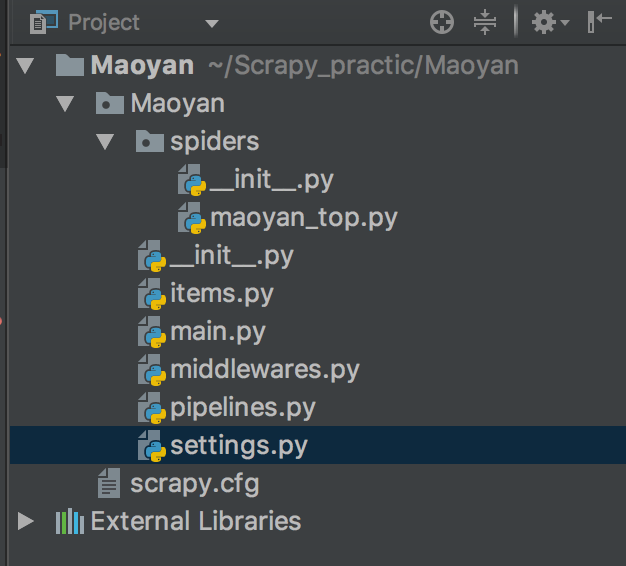 Project
Maoyan ~/Scrapy_practic/Maoyan
Maoyan
spiders
__init__.py
maoyan_top.py
__init__.py
items.py
main.py
middlewares.py
pipelines.py
settings.py
scrapy.cfg
External Libraries